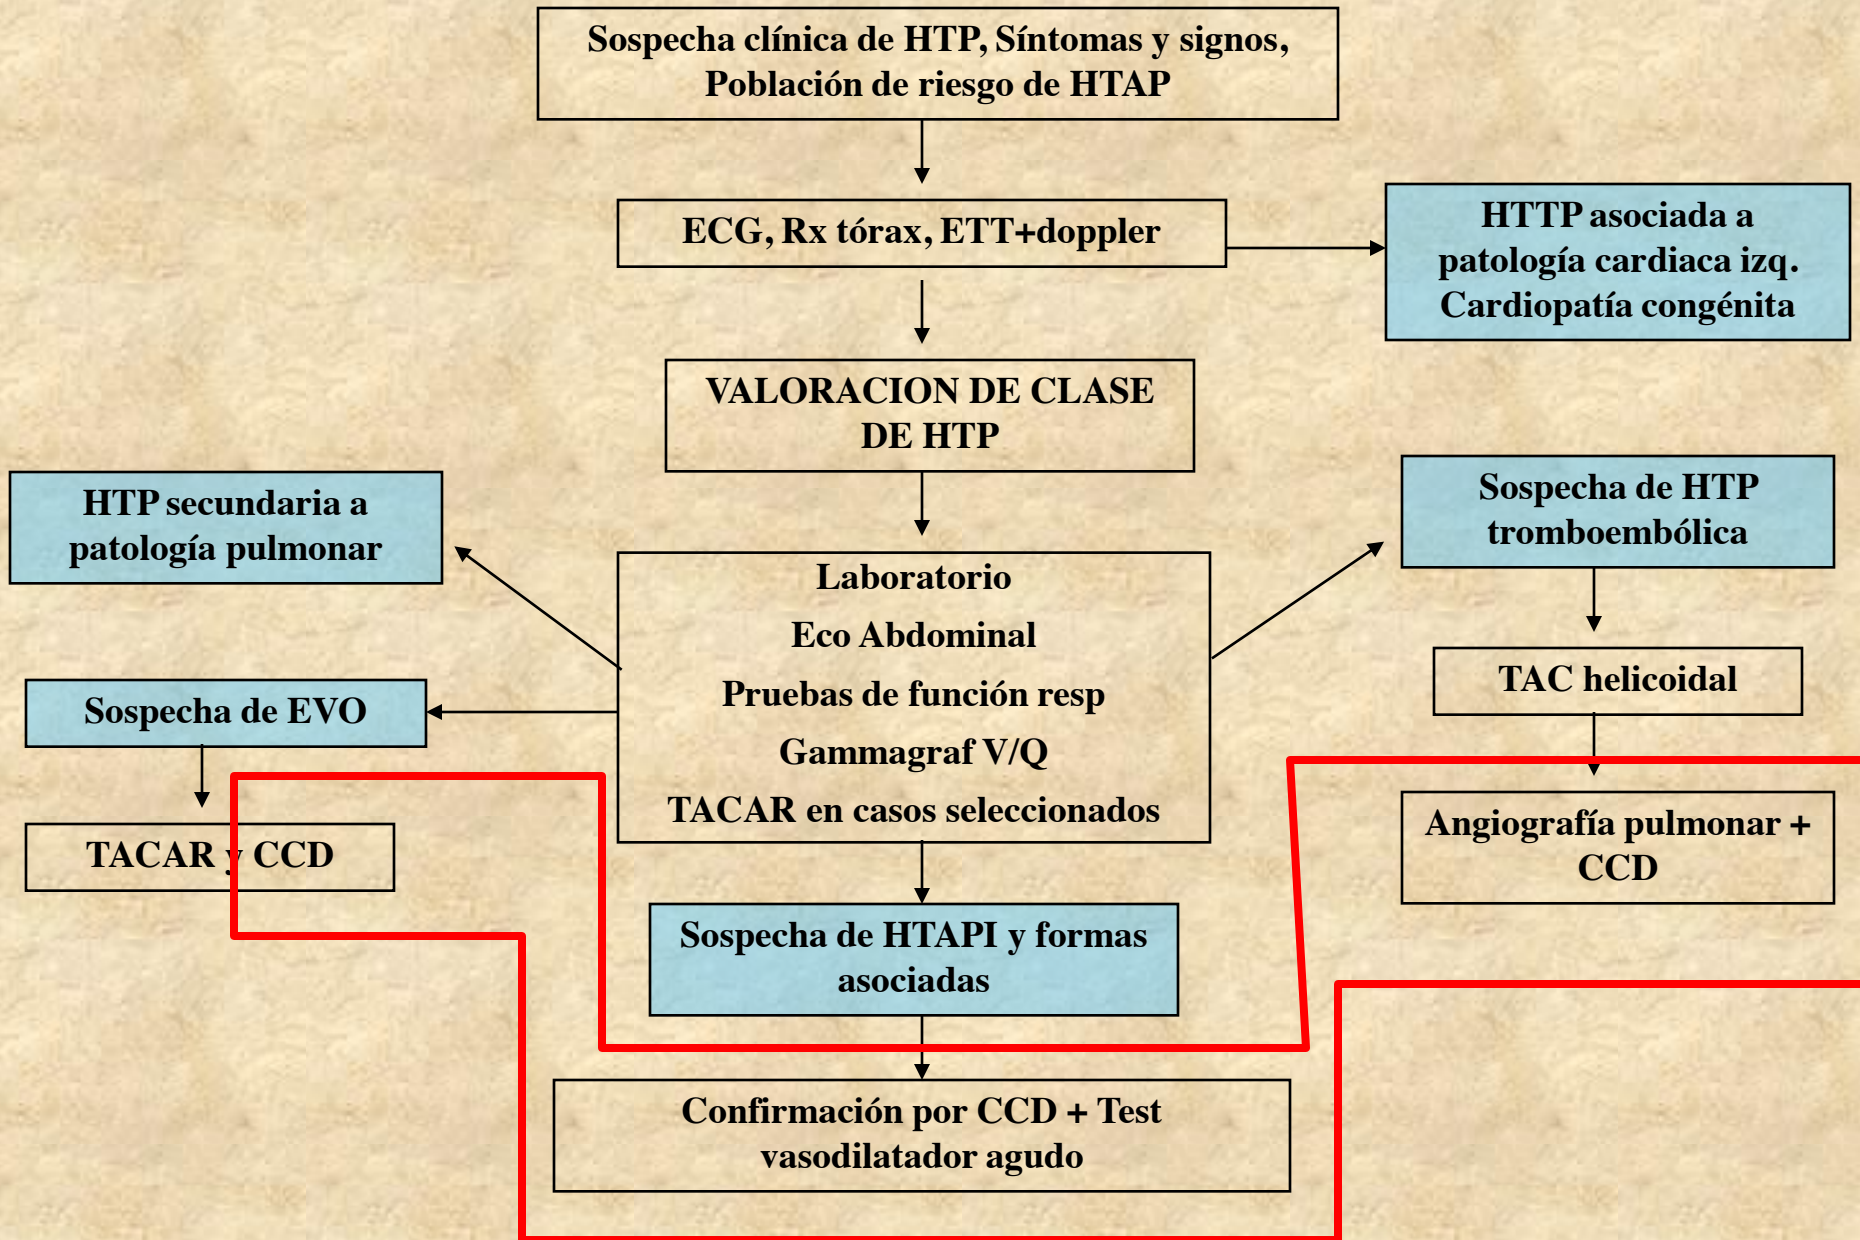 Sospecha clínica de HTP, Síntomas y signos,
Población de riesgo de HTAP
ECG, Rx tórax, ETT+doppler
HTTP asociada a
patología cardiaca izq.
Cardiopatía congénita
VALORACION DE CLASE
DE HTP
HTP secundaria a
patología pulmonar
Sospecha de HTP
tromboembólica
Laboratorio
Eco Abdominal
Pruebas de función resp
Gammagraf V/Q
TACAR en casos seleccionados
TAC helicoidal
Sospecha de EVO
TACAR y CCD
Angiografía pulmonar +
CCD
Sospecha de HTAPI y formas
asociadas
Confirmación por CCD + Test
vasodilatador agudo